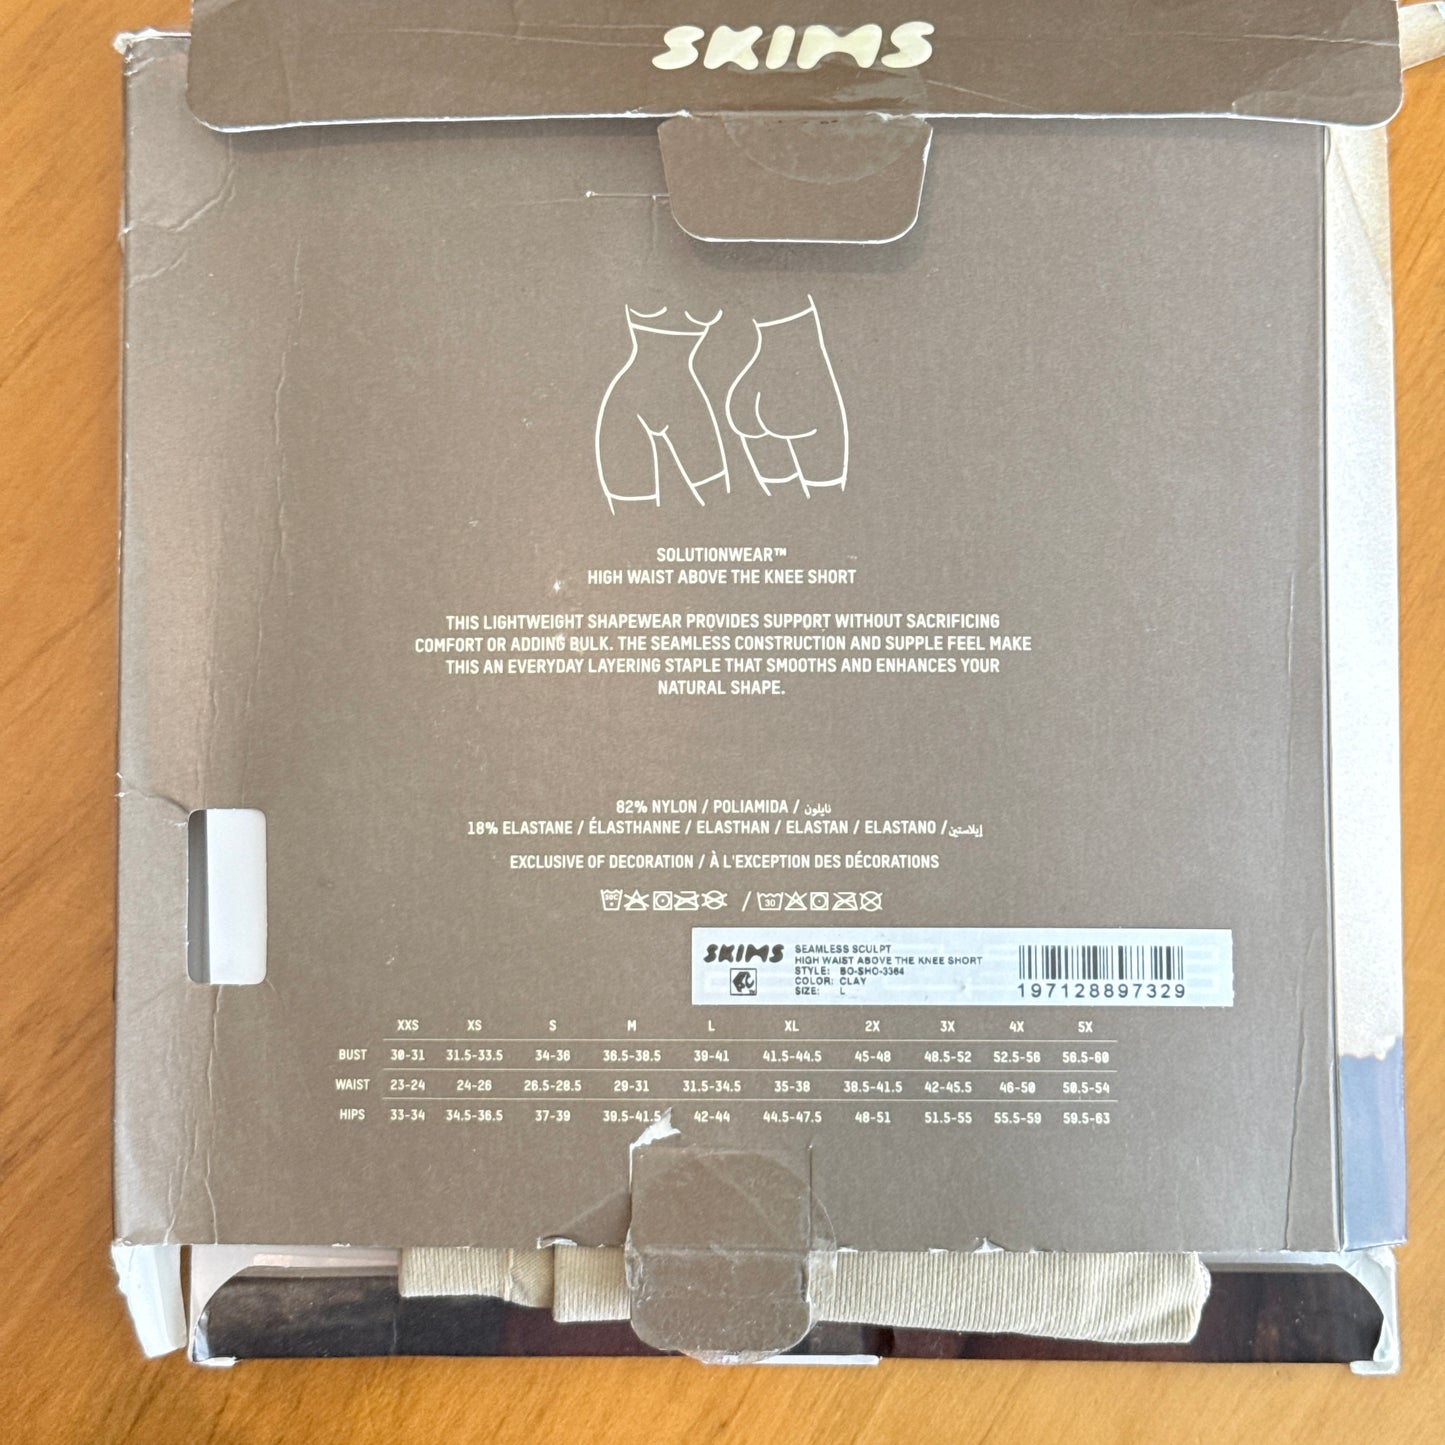 SKIMS
SOLUTIONWEAR™
HIGH WAIST ABOVE THE KNEE SHORT
THIS LIGHTWEIGHT SHAPEWEAR PROVIDES SUPPORT WITHOUT SACRIFICING
COMFORT OR ADDING BULK. THE SEAMLESS CONSTRUCTION AND SUPPLE FEEL MAKE
THIS AN EVERYDAY LAYERING STAPLE THAT SMOOTHS AND ENHANCES YOUR
NATURAL SHAPE.
82% NYLON / POLIAMIDA / نايلون
18% ELASTANE / ÉLASTHANNE / ELASTHAN / ELASTAN / ELASTANO / إيلاستين
EXCLUSIVE OF DECORATION / À L'EXCEPTION DES DÉCORATIONS
30C / 30
SKIMS
SEAMLESS SCULPT
HIGH WAIST ABOVE THE KNEE SHORT
STYLE: BO-SHO-3364
COLOR: CLAY
SIZE: L
197128897329
XXS XS S M L XL 2X 3X 4X 5X
BUST 30-31 31.5-33.5 34-36 36.5-38.5 39-41 41.5-44.5 45-48 48.5-52 52.5-56 56.5-60
WAIST 23-24 24-26 26.5-28.5 29-31 31.5-34.5 35-38 38.5-41.5 42-45.5 46-50 50.5-54
HIPS 33-34 34.5-36.5 37-39 39.5-41.5 42-44 44.5-47.5 48-51 51.5-55 55.5-59 59.5-63